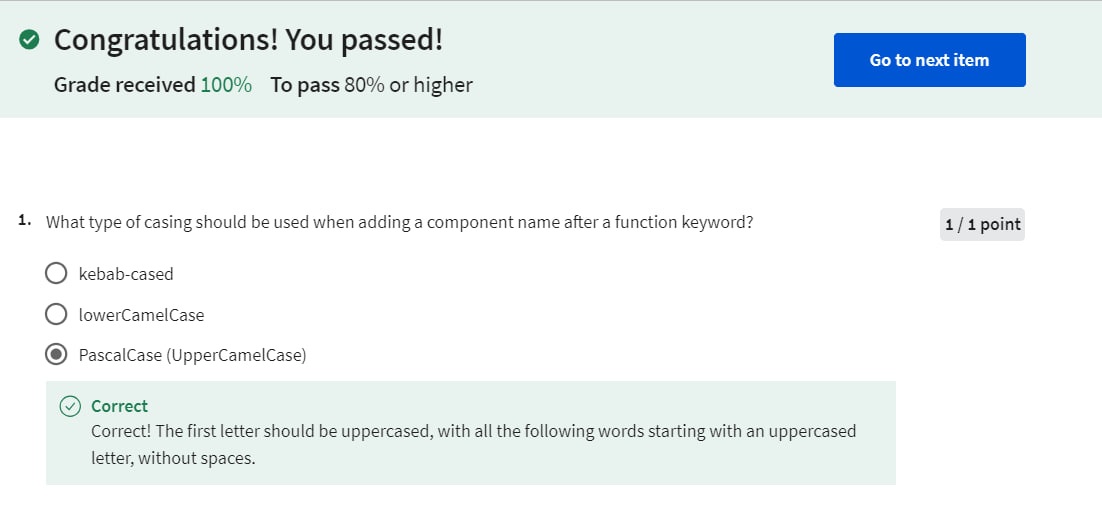 Congratulations! You passed!
Go to next item
Grade received 100% To pass 80% or higher
1. What type of casing should be used when adding a component name after a function keyword?
1 / 1 point
kebab-cased
lowerCamelCase
PascalCase (UpperCamelCase)
Correct
Correct! The first letter should be uppercased, with all the following words starting with an uppercased
letter, without spaces.